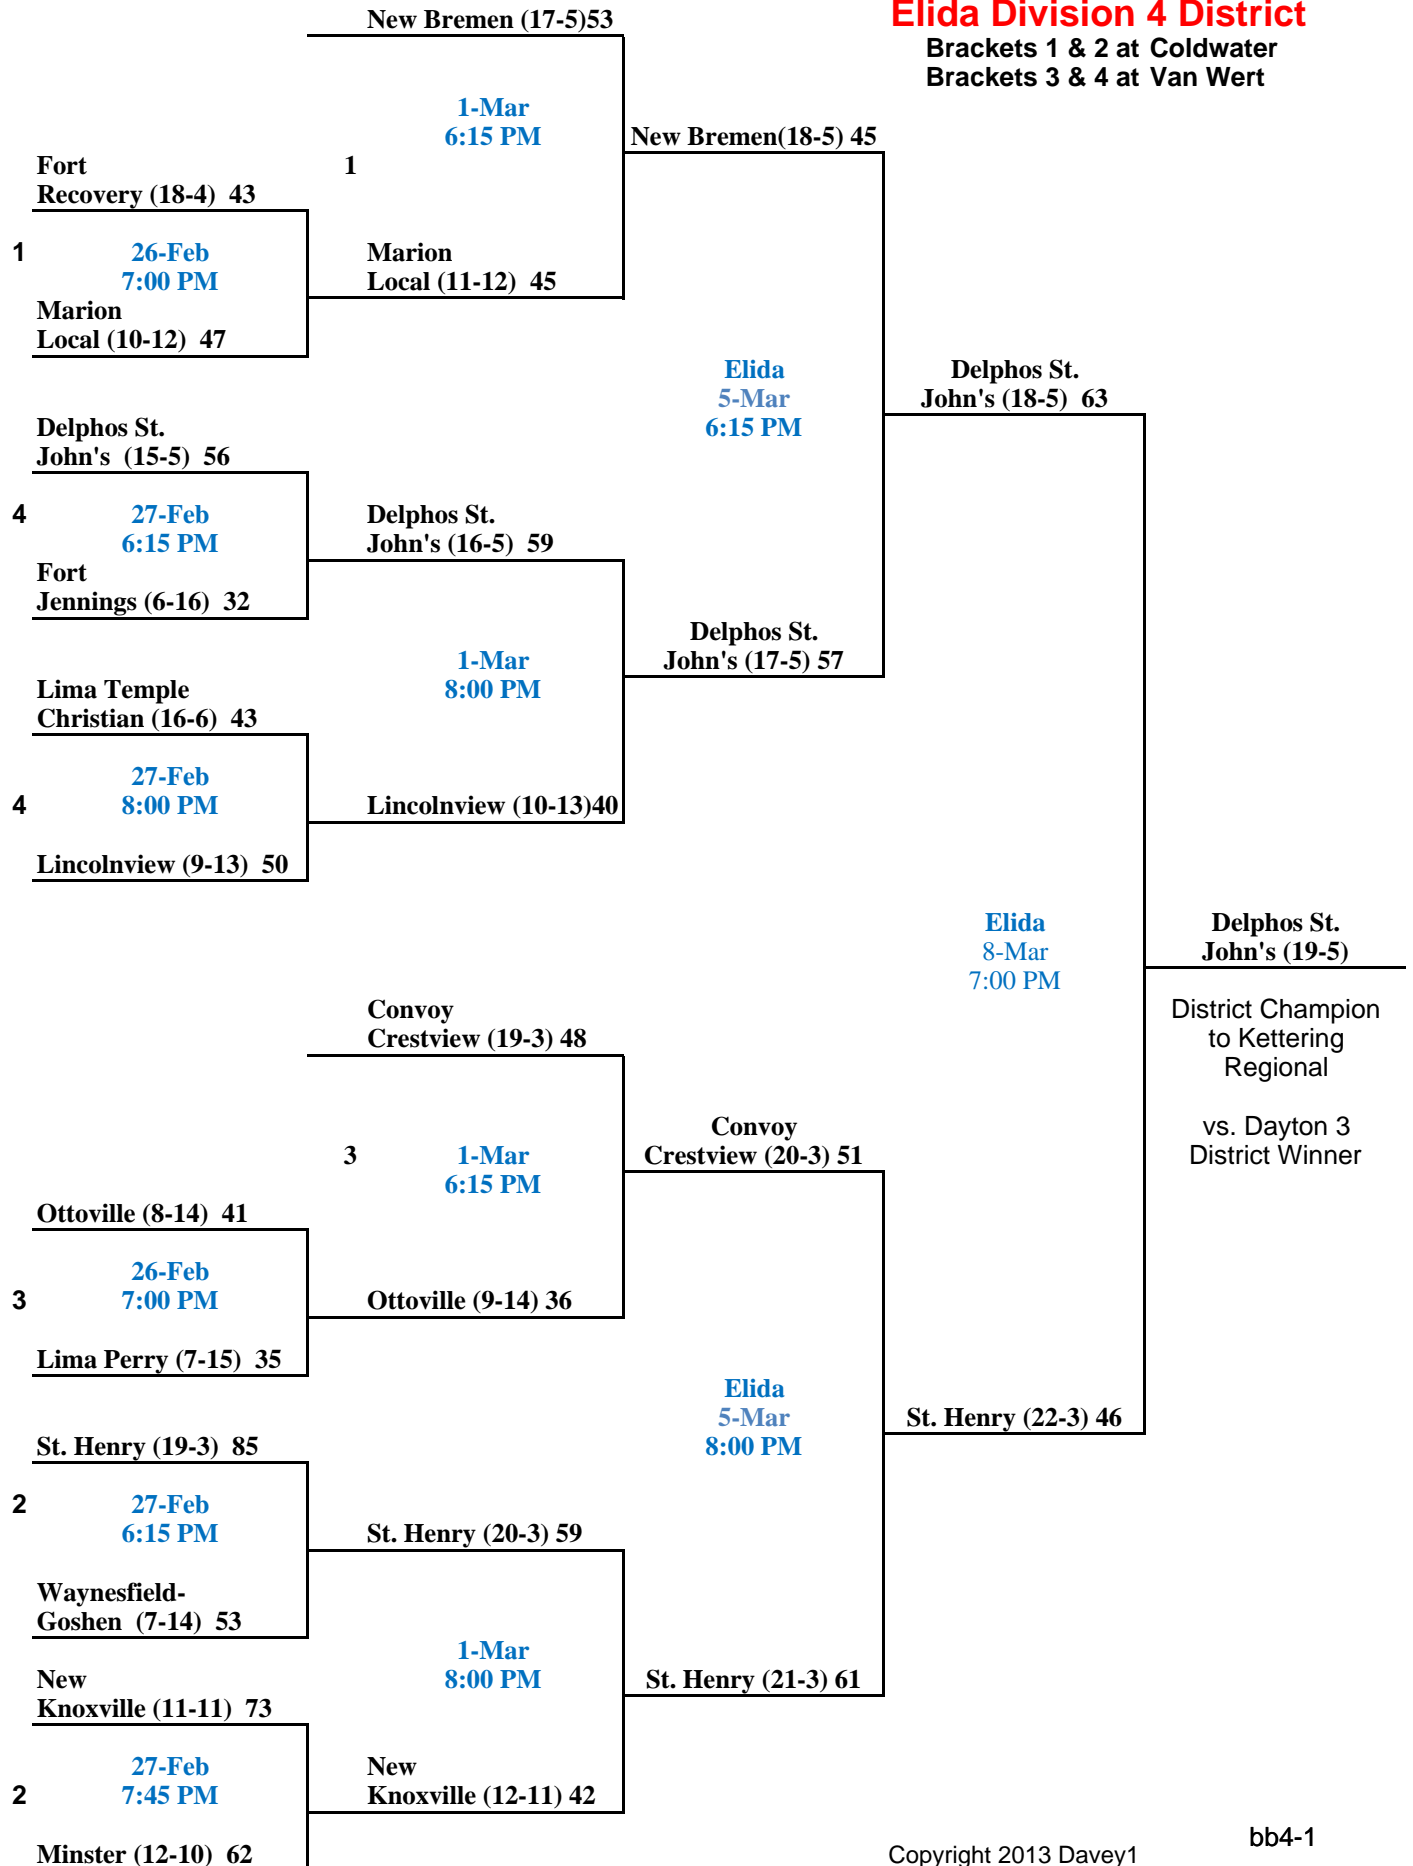 Elida Division 4 District
Brackets 1 & 2 at Coldwater
Brackets 3 & 4 at Van Wert
New Bremen (17-5)53
1-Mar
6:15 PM
New Bremen(18-5) 45
Fort
1
Recovery (18-4) 43
1
26-Feb
7:00 PM
Marion
Local (11-12) 45
Marion
Local (10-12) 47
Elida
5-Mar
6:15 PM
Delphos St.
John's (18-5) 63
Delphos St.
John's (15-5) 56
4
27-Feb
6:15 PM
Delphos St.
John's (16-5) 59
Fort
Jennings (6-16) 32
Delphos St.
John's (17-5) 57
1-Mar
8:00 PM
Lima Temple
Christian (16-6) 43
27-Feb
4
8:00 PM
Lincolnview (10-13)40
Lincolnview (9-13) 50
Elida
8-Mar
7:00 PM
Delphos St.
John's (19-5)
District Champion
to Kettering
Regional
vs. Dayton 3
District Winner
Convoy
Crestview (19-3) 48
3
1-Mar
6:15 PM
Convoy
Crestview (20-3) 51
Ottoville (8-14) 41
26-Feb
3
7:00 PM
Ottoville (9-14) 36
Lima Perry (7-15) 35
Elida
5-Mar
8:00 PM
St. Henry (22-3) 46
St. Henry (19-3) 85
2
27-Feb
6:15 PM
St. Henry (20-3) 59
Waynesfield-
Goshen (7-14) 53
1-Mar
8:00 PM
St. Henry (21-3) 61
New
Knoxville (11-11) 73
27-Feb
2
7:45 PM
New
Knoxville (12-11) 42
Minster (12-10) 62
Copyright 2013 Davey1
bb4-1